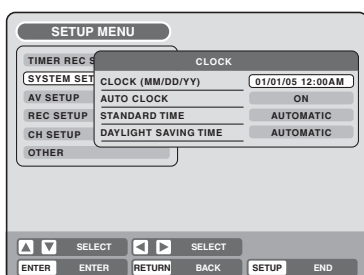 SETUP MENU
TIMER REC S
CLOCK
SYSTEM SET
CLOCK (MM/DD/YY) 01/01/05 12:00AM
AV SETUP
AUTO CLOCK ON
REC SETUP
STANDARD TIME AUTOMATIC
CH SETUP
DAYLIGHT SAVING TIME AUTOMATIC
OTHER
SELECT SELECT
ENTER ENTER RETURN BACK SETUP END